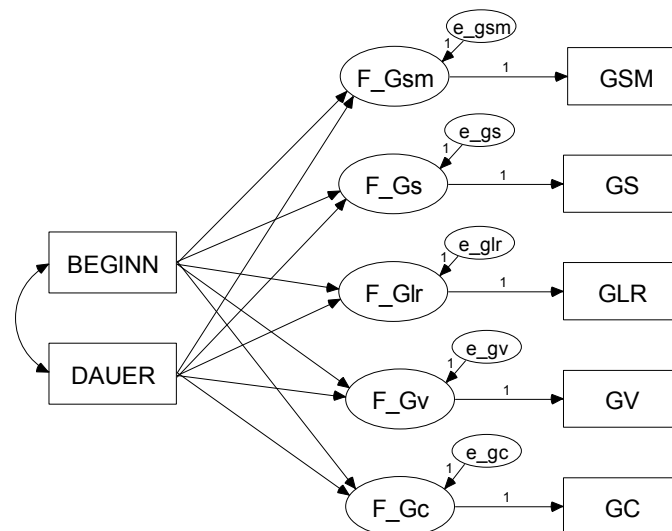 e_gsm
1
F_Gsm
1
GSM
e_gs
1
F_Gs
1
GS
BEGINN
e_glr
1
F_Glr
1
GLR
DAUER
e_gv
1
F_Gv
1
GV
e_gc
1
F_Gc
1
GC